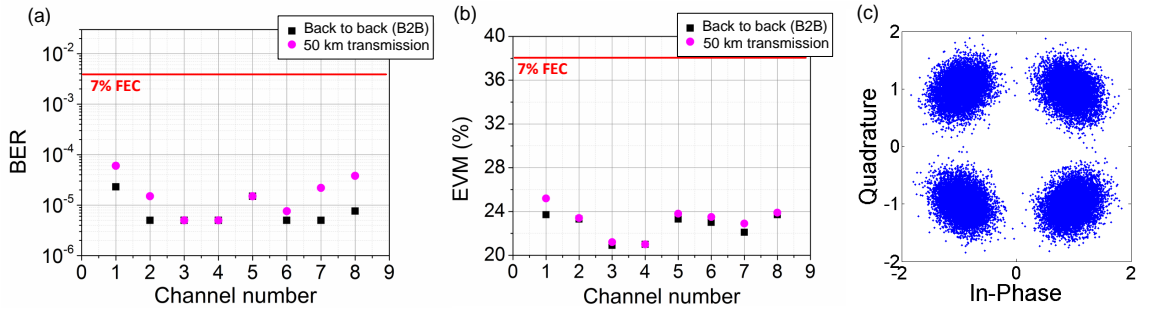 (a)
Back to back (B2B)
50 km transmission
10^-2
10^-3
10^-4
10^-5
10^-6
7% FEC
BER
0 1 2 3 4 5 6 7 8 9
Channel number
(b)
Back to back (B2B)
50 km transmission
40
36
32
28
24
20
7% FEC
EVM (%)
0 1 2 3 4 5 6 7 8 9
Channel number
(c)
2
1
0
-1
-2
Quadrature
-2 0 2
In-Phase